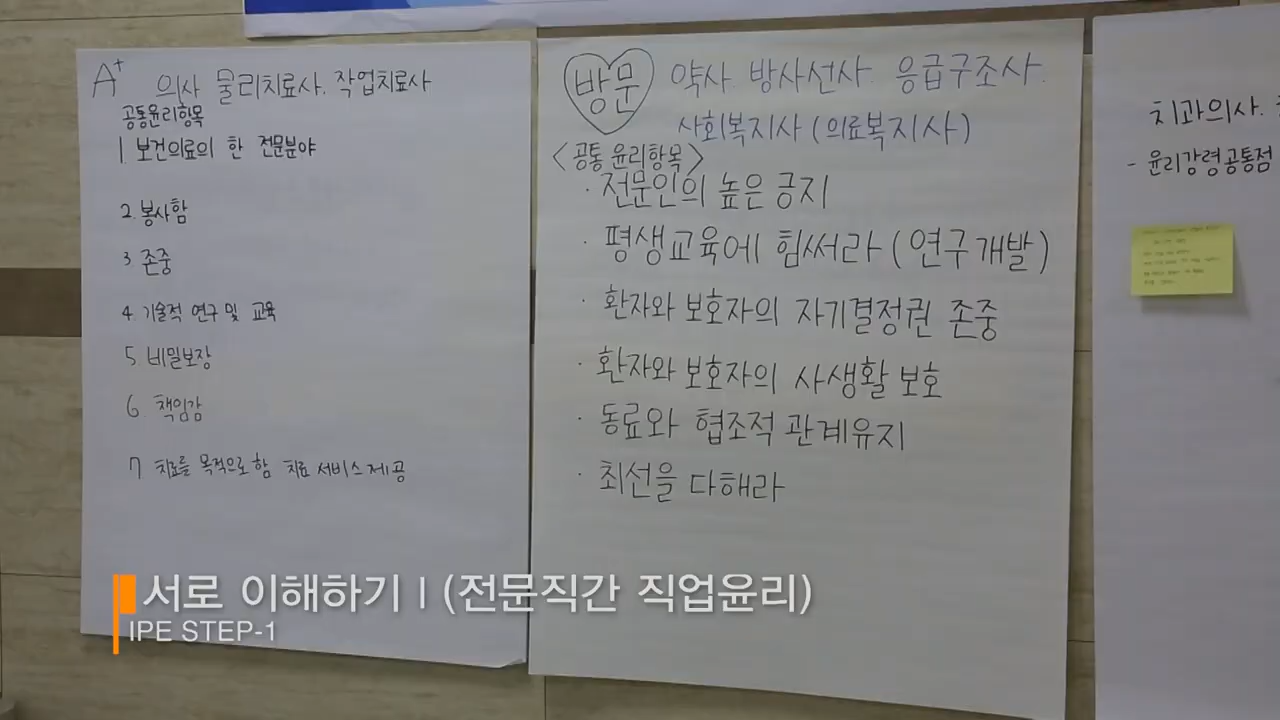 A+ 의사 물리치료사. 작업치료사
공통윤리항목
1 보건의료의 한 전문분야
2. 봉사함
3 존중
4. 기술적 연구 및 교육
5 비밀보장
6. 책임감
7 치료를 목적으로 함 치료 서비스 제공
방문 약사. 방사선사. 응급구조사.
사회복지사 (의료복지사)
<공통 윤리항목>
· 전문인의 높은 긍지
· 평생교육에 힘써라 (연구개발)
· 환자와 보호자의 자기결정권 존중
· 환자와 보호자의 사생활 보호
· 동료와 협조적 관계유지
· 최선을 다해라
치과의사.
- 윤리강령공통점
서로 이해하기 I (전문직간 직업윤리)
IPE STEP-1